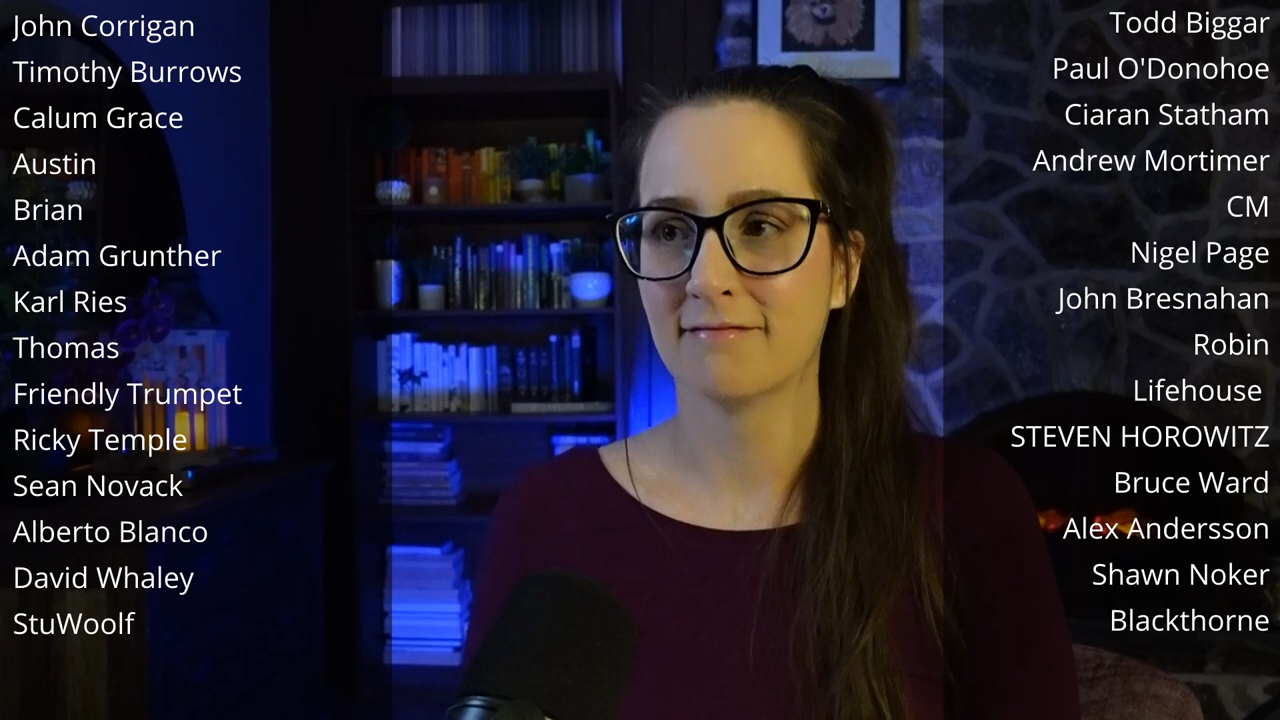 John Corrigan
Timothy Burrows
Calum Grace
Austin
Brian
Adam Grunther
Karl Ries
Thomas
Friendly Trumpet
Ricky Temple
Sean Novack
Alberto Blanco
David Whaley
StuWoolf
Todd Biggar
Paul O'Donohoe
Ciaran Statham
Andrew Mortimer
CM
Nigel Page
John Bresnahan
Robin
Lifehouse
STEVEN HOROWITZ
Bruce Ward
Alex Andersson
Shawn Noker
Blackthorne